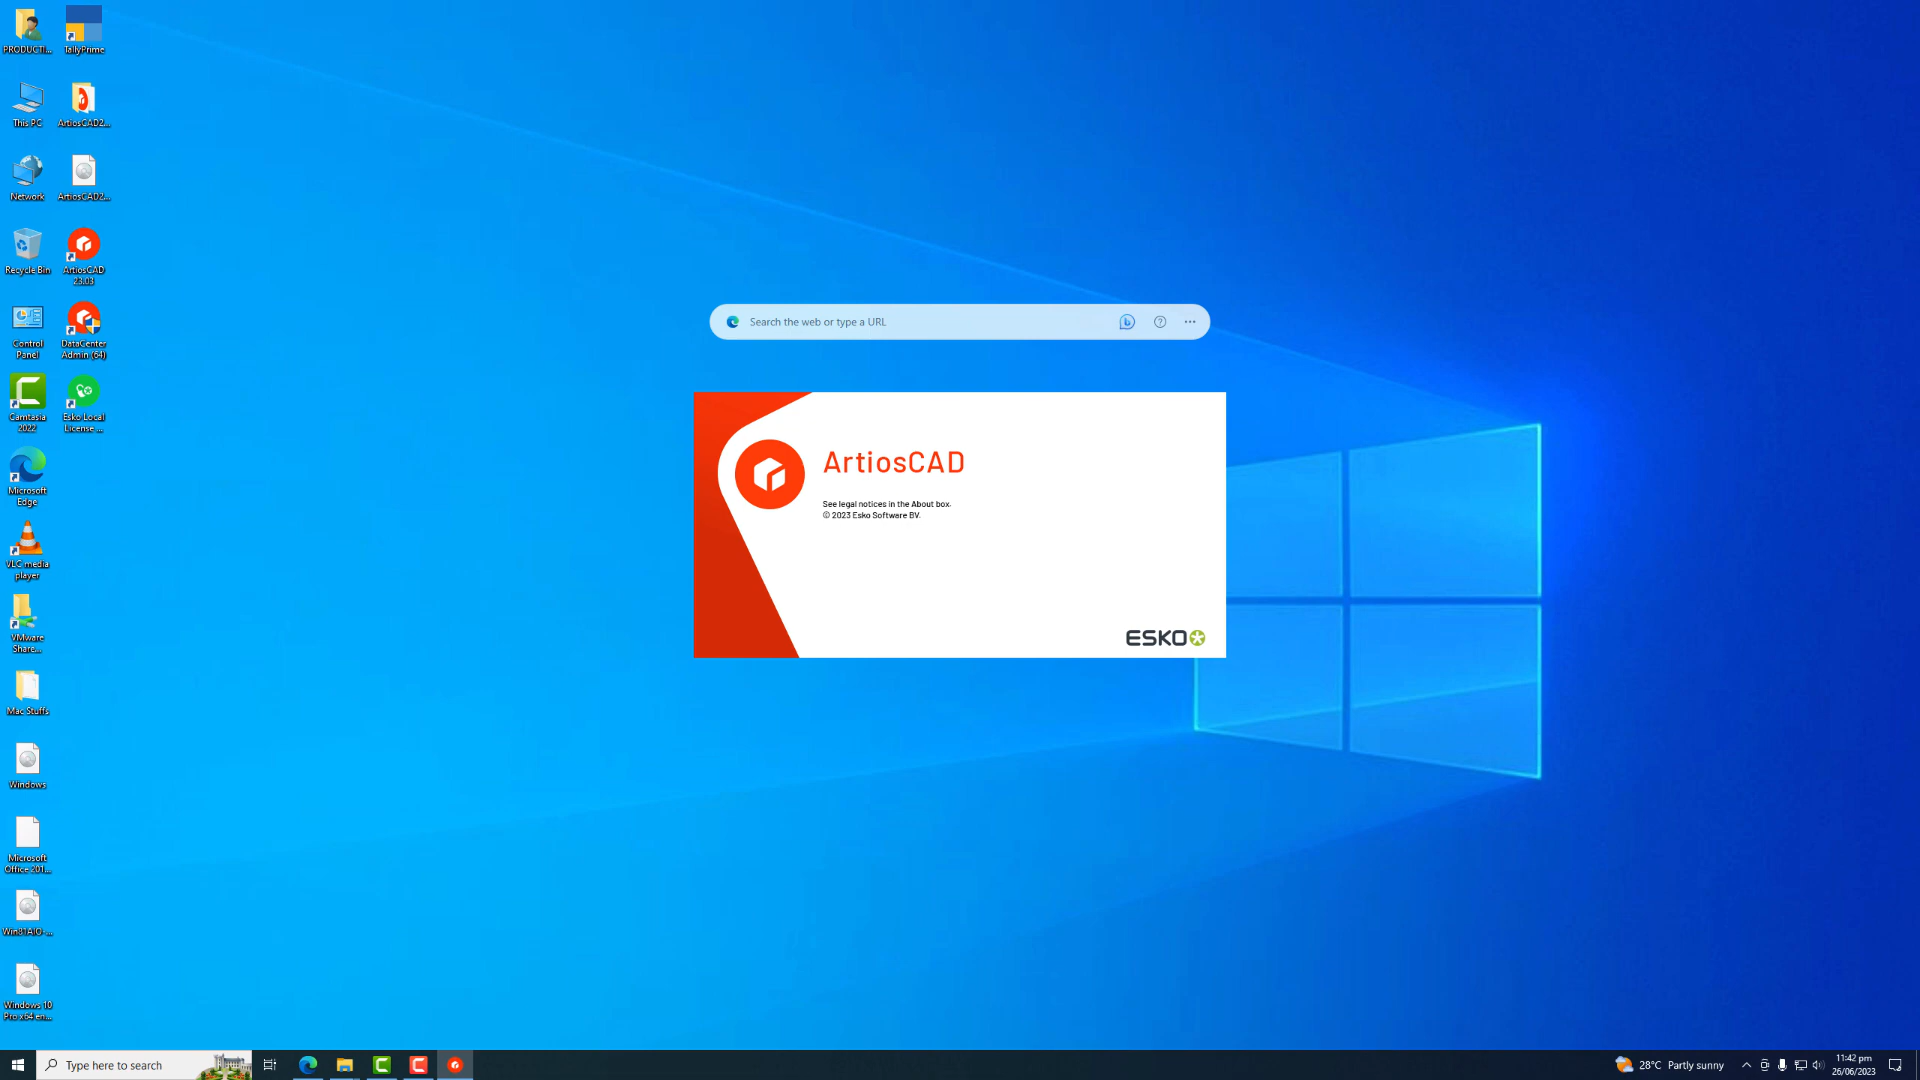 PRODUCTI...
TallyPrime
This PC
ArtiosCAD2...
Network
ArtiosCAD2...
Recycle Bin
ArtiosCAD
23.03
Control
Panel
DataCenter
Admin (64)
Camtasia
2022
Esko Local
License ...
Microsoft
Edge
VLC media
player
VMware
Share...
Mac Stuffs
Windows
Microsoft
Office 201...
Win81AIO-...
Windows 10
Pro x64 en...
Search the web or type a URL
ArtiosCAD
See legal notices in the About box.
© 2023 Esko Software BV.
ESKO
Type here to search
28°C Partly sunny
11:42 pm
26/06/2023